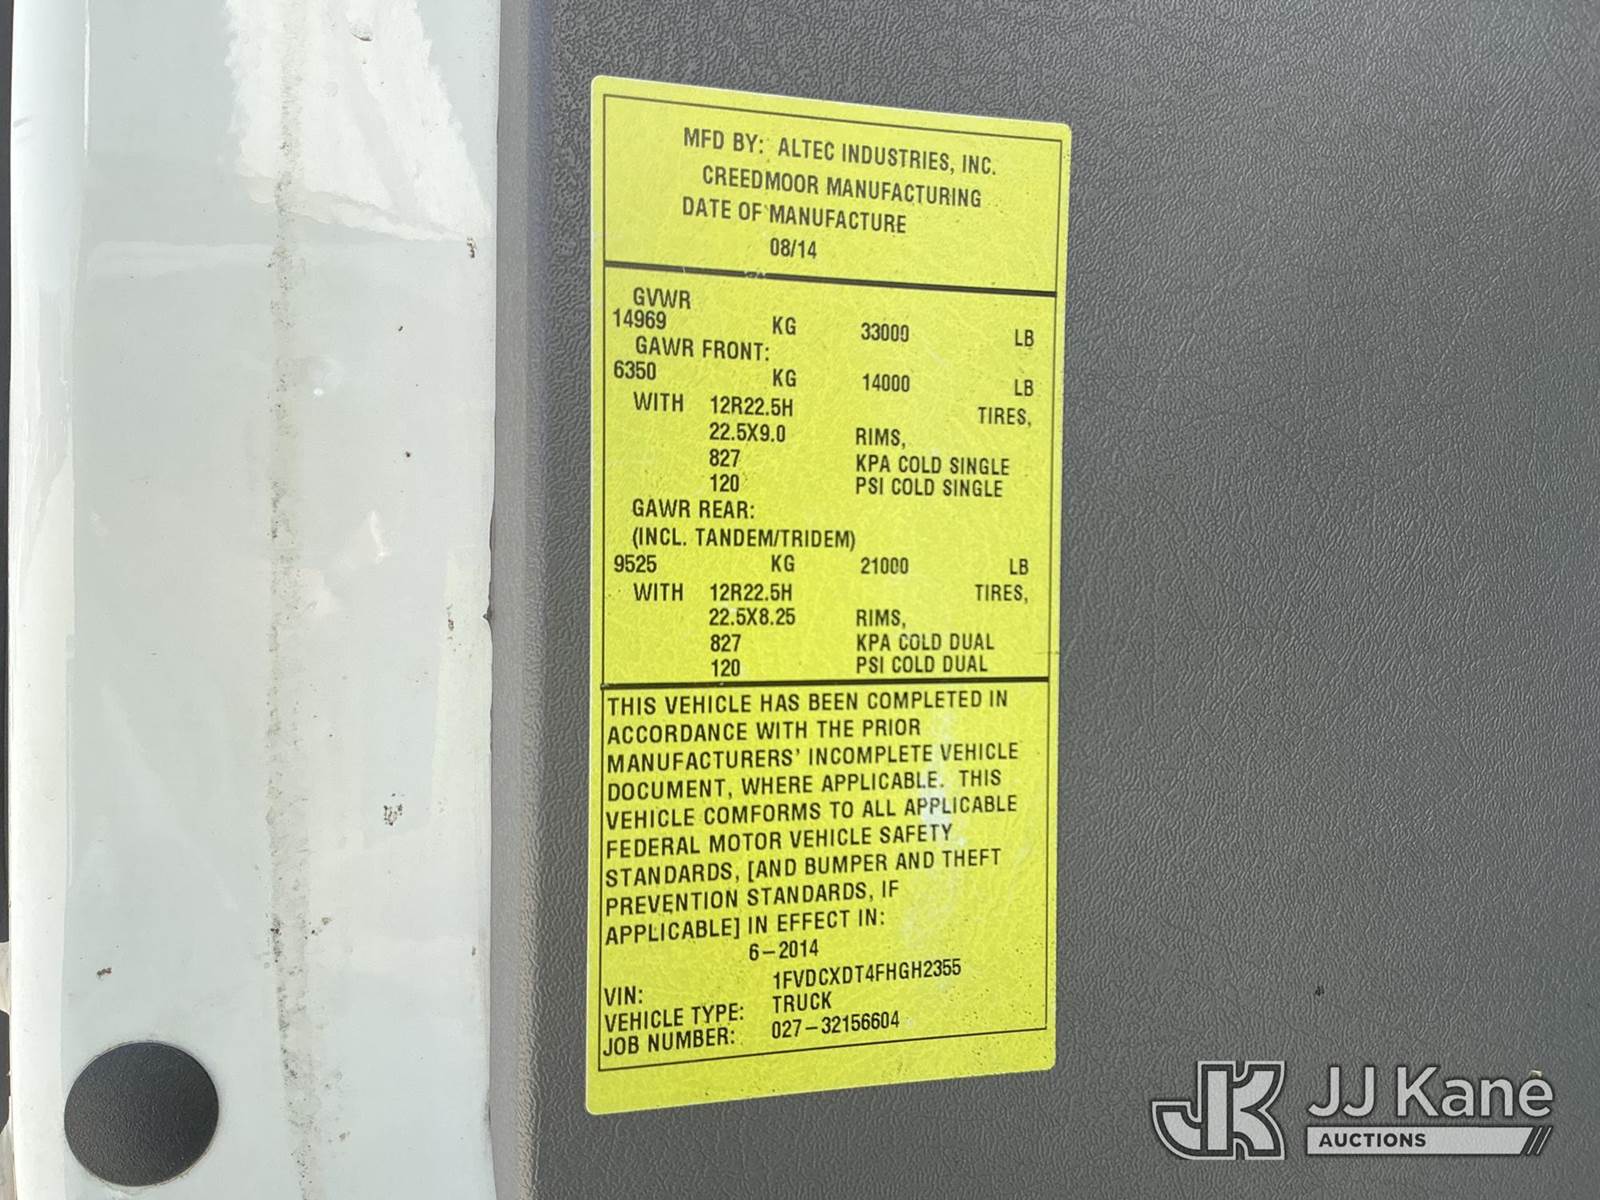 MFD BY: ALTEC INDUSTRIES, INC.
CREEDMOOR MANUFACTURING
DATE OF MANUFACTURE
08/14
GVWR
14969 KG 33000 LB
GAWR FRONT:
6350 KG 14000 LB
WITH 12R22.5H TIRES,
22.5X9.0 RIMS,
827 KPA COLD SINGLE
120 PSI COLD SINGLE
GAWR REAR:
(INCL. TANDEM/TRIDEM)
9525 KG 21000 LB
WITH 12R22.5H TIRES,
22.5X8.25 RIMS,
827 KPA COLD DUAL
120 PSI COLD DUAL
THIS VEHICLE HAS BEEN COMPLETED IN
ACCORDANCE WITH THE PRIOR
MANUFACTURERS' INCOMPLETE VEHICLE
DOCUMENT, WHERE APPLICABLE. THIS
VEHICLE COMFORMS TO ALL APPLICABLE
FEDERAL MOTOR VEHICLE SAFETY
STANDARDS, [AND BUMPER AND THEFT
PREVENTION STANDARDS, IF
APPLICABLE] IN EFFECT IN:
6-2014
VIN: 1FVDCXDT4FHGH2355
VEHICLE TYPE: TRUCK
JOB NUMBER: 027-32156604
JK JJ Kane
AUCTIONS